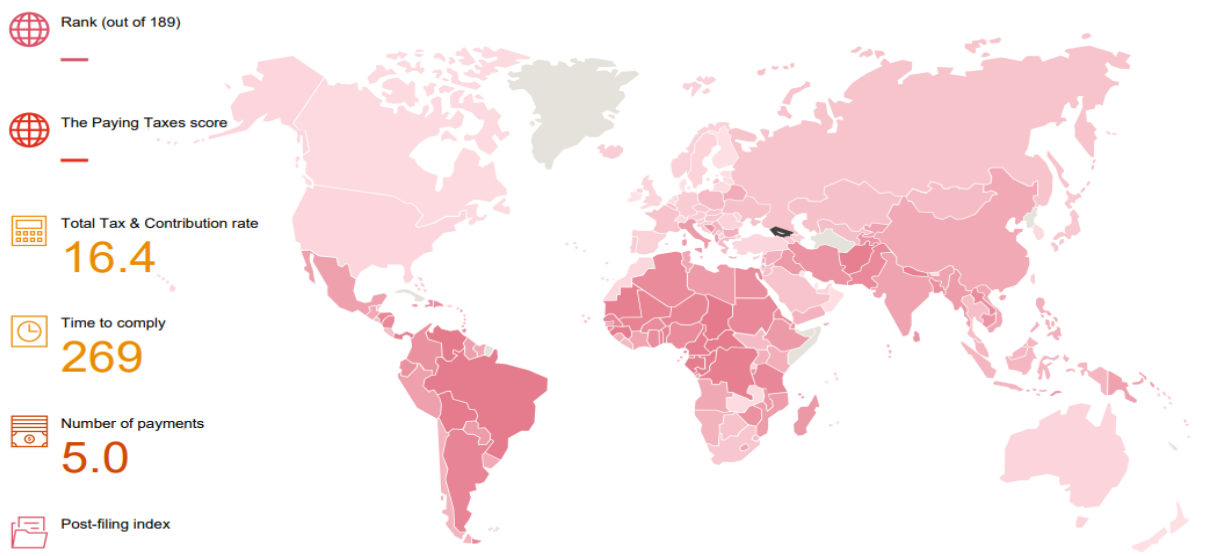 Rank (out of 189)
—
The Paying Taxes score
—
Total Tax & Contribution rate
16.4
Time to comply
269
Number of payments
5.0
Post-filing index